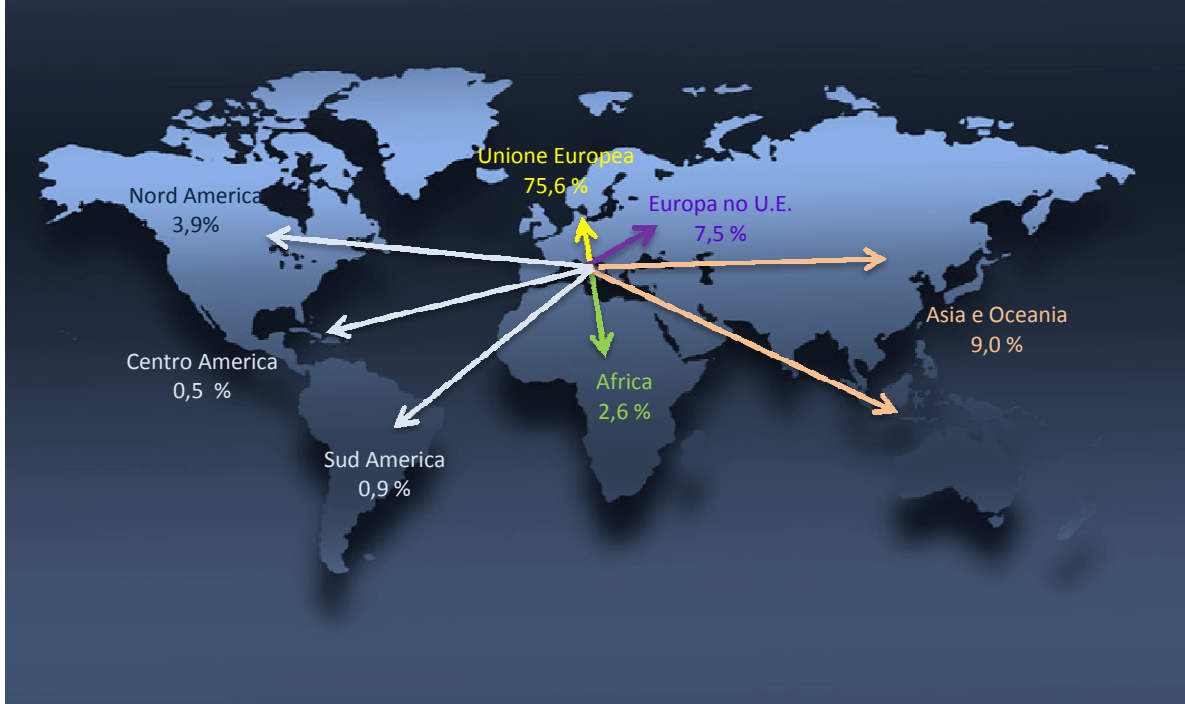 Unione Europea
75,6 %
Nord America
3,9%
Europa no U.E.
7,5 %
Asia e Oceania
9,0 %
Centro America
0,5  %
Africa
2,6 %
Sud America
0,9 %